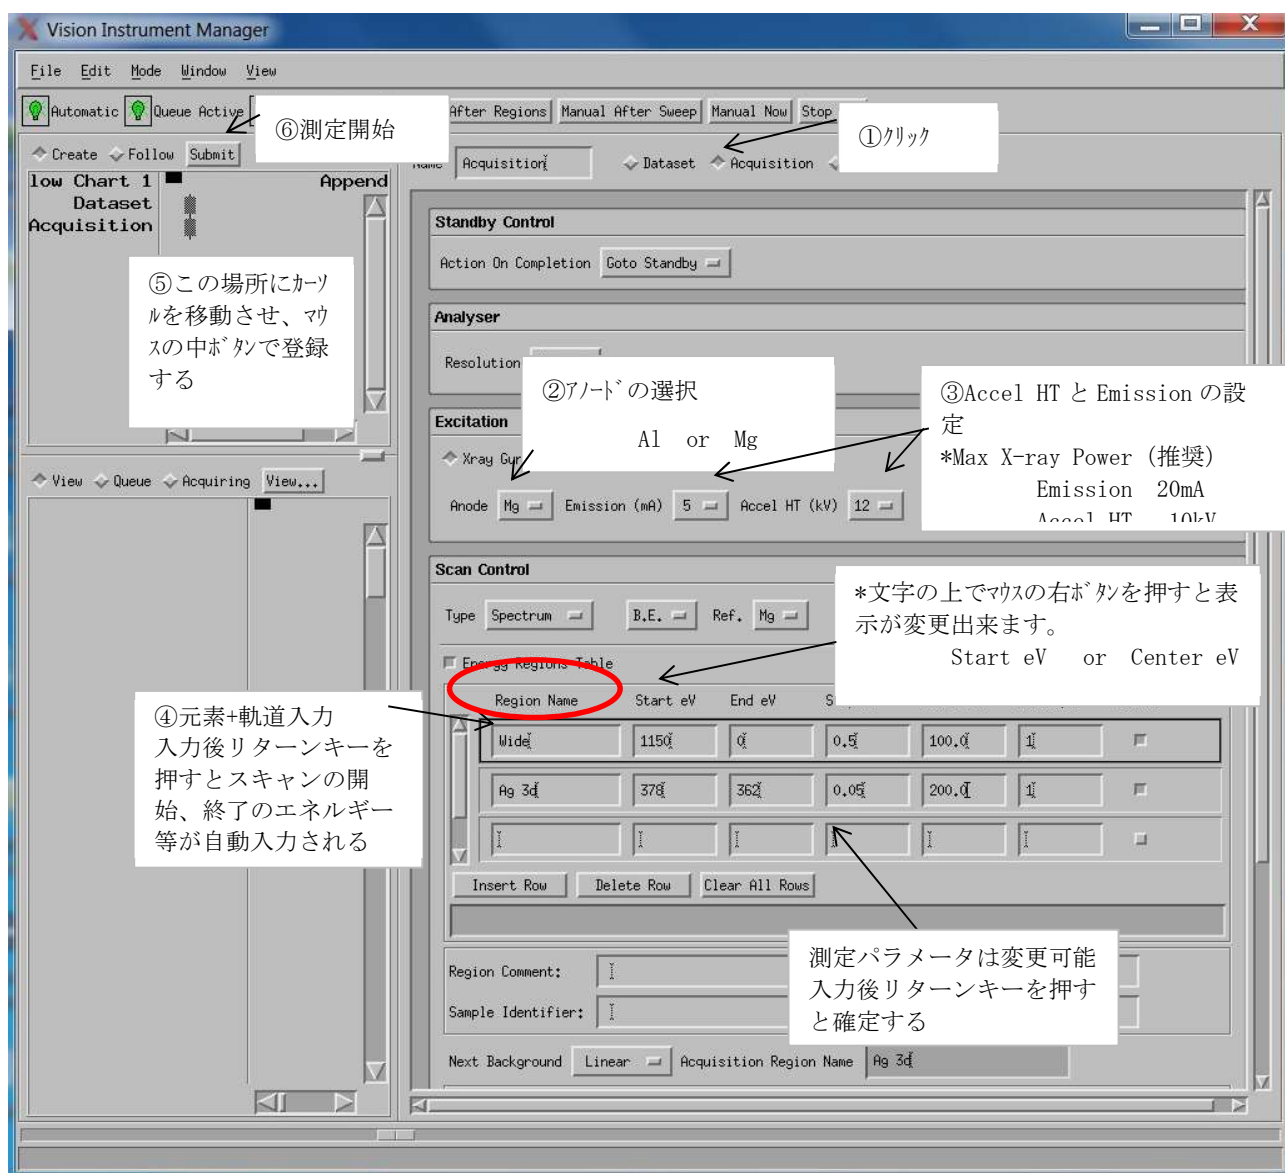 Vision Instrument Manager
File Edit Mode Window View
Automatic Queue Active After Regions Manual After Sweep Manual Now Stop
⑥測定開始
①クリック
Create Follow Submit
Name Acquisition Dataset Acquisition
low Chart 1 Append
Dataset
Acquisition
⑤この場所にカーソ
ルを移動させ、マウ
スの中ボタンで登録
する
Standby Control
Action On Completion Goto Standby
Analyser
Resolution
②アノードの選択
Al or Mg
③Accel HT と Emission の設
定
*Max X-ray Power (推奨)
Emission 20mA
Accel HT 10kV
Excitation
Xray Gun
Anode Mg Emission (mA) 5 Accel HT (kV) 12
View Queue Acquiring View...
Scan Control
Type Spectrum B.E. Ref. Mg
*文字の上でマウスの右ボタンを押すと表
示が変更出来ます。
Start eV or Center eV
Energy Regions Table
Region Name Start eV End eV
④元素+軌道入力
入力後リターンキーを
押すとスキャンの開
始、終了のエネルギー
等が自動入力される
Wide 1150 0 0.5 100.0 1
Ag 3d 378 362 0.05 200.0 1
Insert Row Delete Row Clear All Rows
測定パラメータは変更可能
入力後リターンキーを押す
と確定する
Region Comment:
Sample Identifier:
Next Background Linear Acquisition Region Name Ag 3d